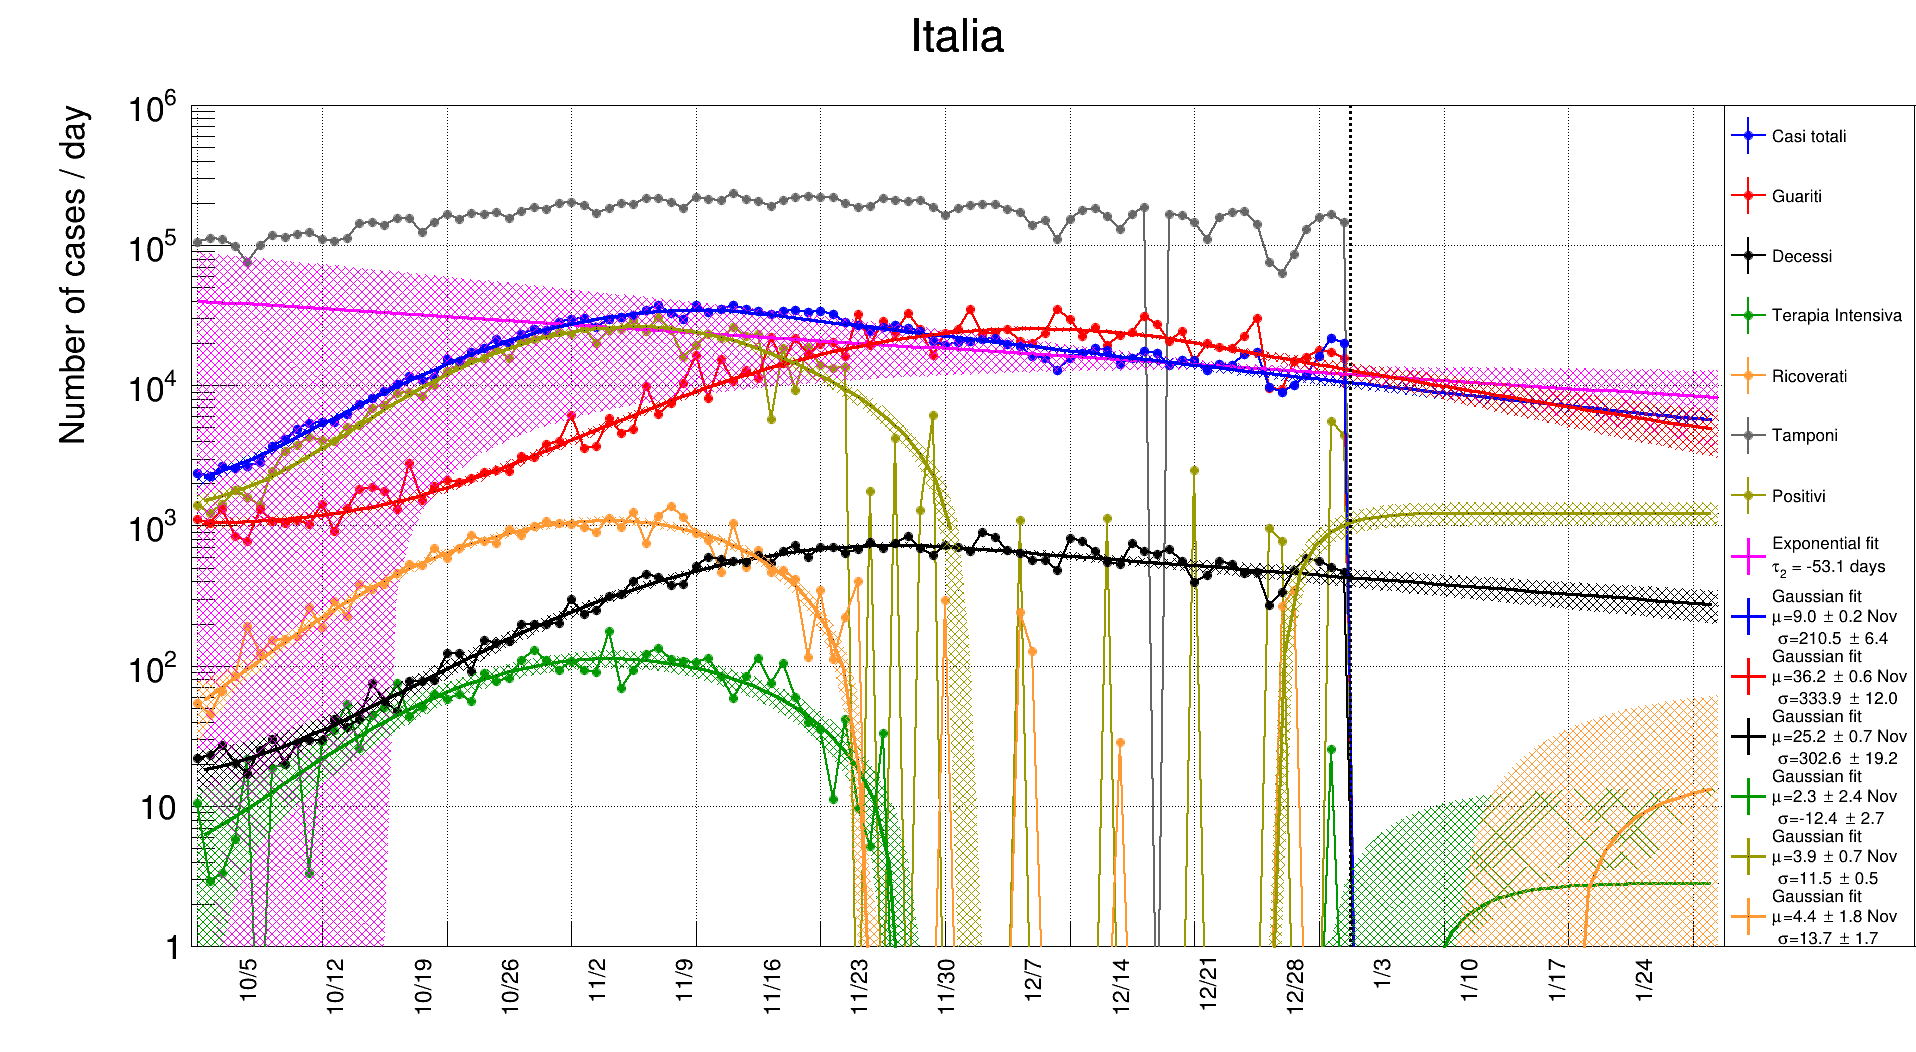 Italia
Number of cases / day
10^6
10^5
10^4
10^3
10^2
10
1
10/5 10/12 10/19 10/26 11/2 11/9 11/16 11/23 11/30 12/7 12/14 12/21 12/28 1/3 1/10 1/17 1/24
Casi totali
Guariti
Decessi
Terapia Intensiva
Ricoverati
Tamponi
Positivi
Exponential fit
τ₂ = -53.1 days
Gaussian fit
μ=9.0 ± 0.2 Nov
σ=210.5 ± 6.4
Gaussian fit
μ=36.2 ± 0.6 Nov
σ=333.9 ± 12.0
Gaussian fit
μ=25.2 ± 0.7 Nov
σ=302.6 ± 19.2
Gaussian fit
μ=2.3 ± 2.4 Nov
σ=-12.4 ± 2.7
Gaussian fit
μ=3.9 ± 0.7 Nov
σ=11.5 ± 0.5
Gaussian fit
μ=4.4 ± 1.8 Nov
σ=13.7 ± 1.7